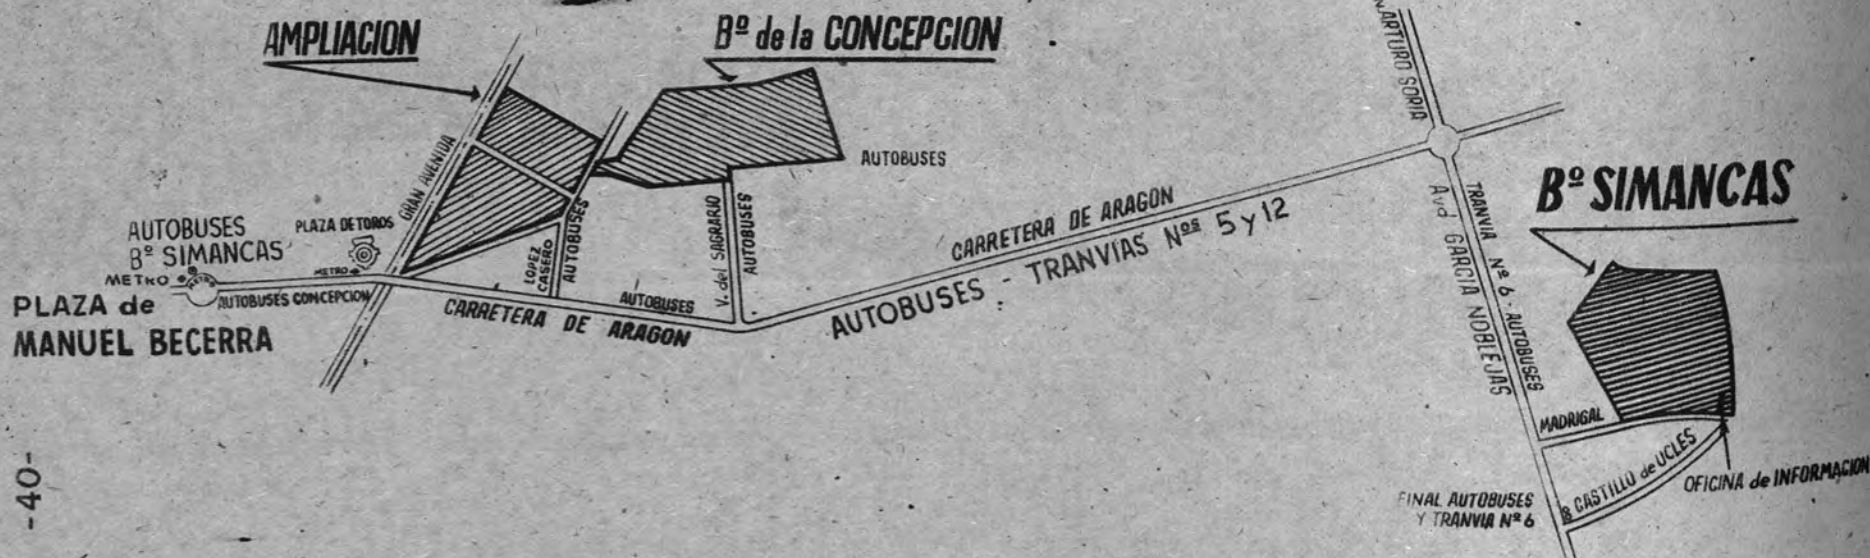 AMPLIACION
Bº de la CONCEPCION
ARTURO SORIA
GRAN AVENIDA
AUTOBUSES
Bº SIMANCAS
AUTOBUSES
Bº SIMANCAS
PLAZA DE TOROS
METRO
METRO
METRO
PLAZA de
MANUEL BECERRA
AUTOBUSES CONCEPCION
LOPEZ
CASERO
AUTOBUSES
V. del SAGRARIO
AUTOBUSES
AUTOBUSES
CARRETERA DE ARAGON
CARRETERA DE ARAGON
AUTOBUSES - TRANVIAS Nºs 5 y 12
TRANVIA Nº 6 - AUTOBUSES
Avd GARCIA NOBLEJAS
MADRIGAL
CASTILLO de UCLES
OFICINA de INFORMACION
FINAL AUTOBUSES
Y TRANVIA Nº 6
-40-